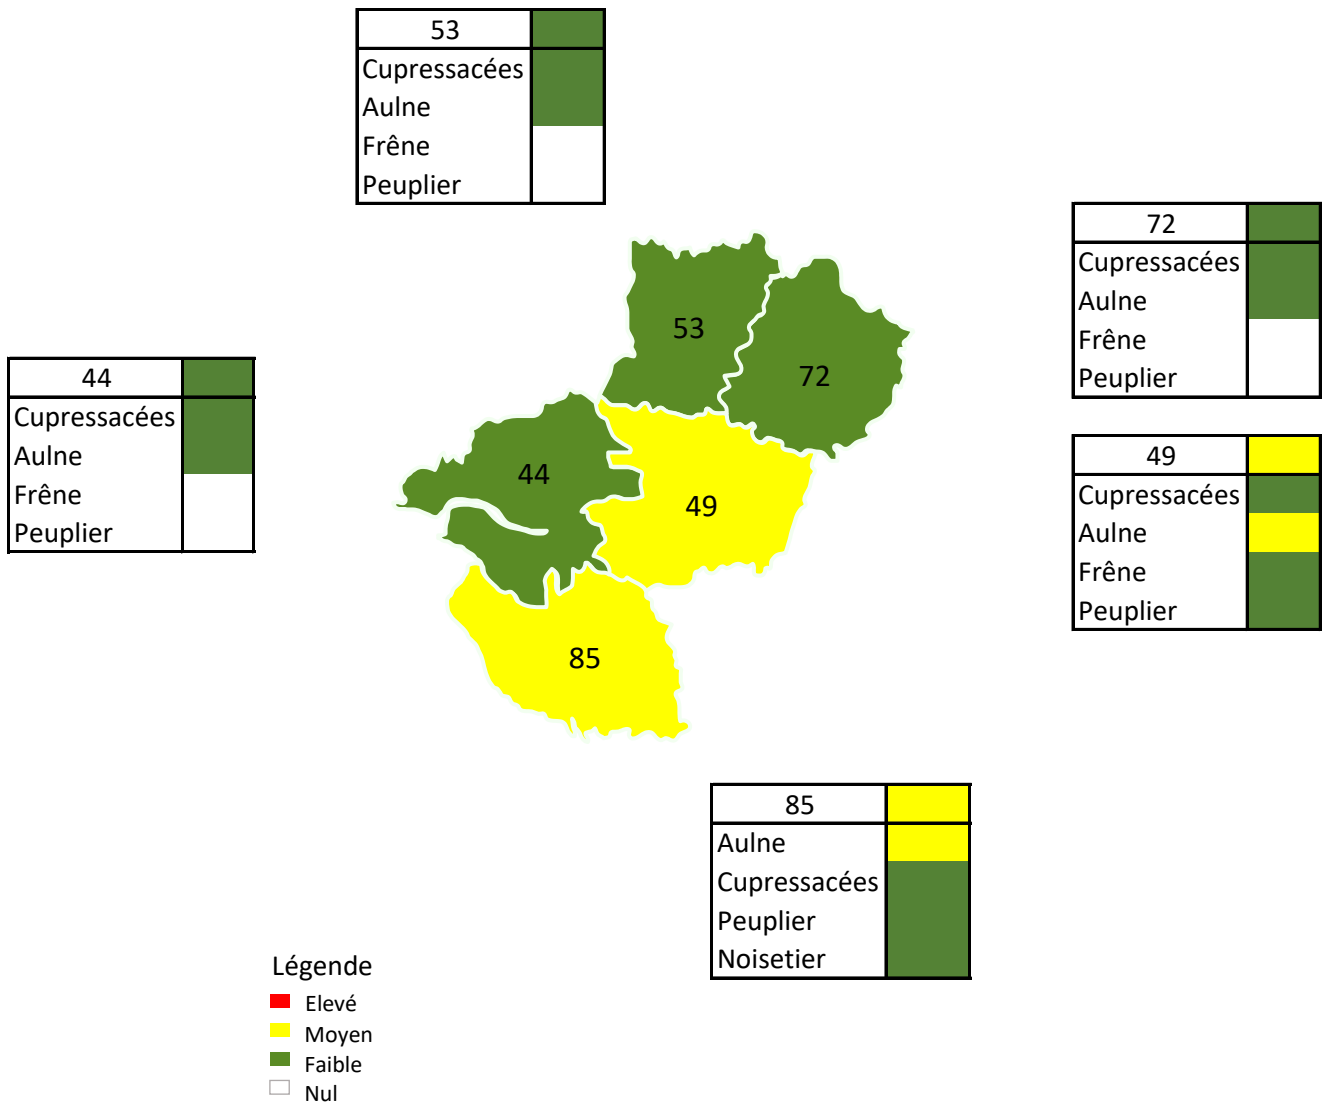 53
Cupressacées
Aulne
Frêne
Peuplier
72
Cupressacées
Aulne
Frêne
Peuplier
44
Cupressacées
Aulne
Frêne
Peuplier
49
Cupressacées
Aulne
Frêne
Peuplier
53
72
44
49
85
85
Aulne
Cupressacées
Peuplier
Noisetier
Légende
Elevé
Moyen
Faible
Nul